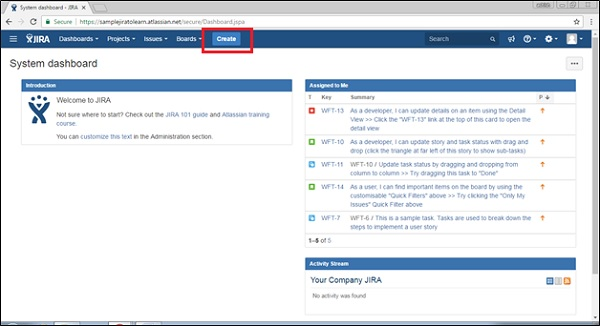 System dashboard - JIRA
Secure https://samplejiratolearn.atlassian.net/secure/Dashboard.jspa
JIRA Dashboards Projects Issues Boards Create Search
System dashboard
Introduction
Welcome to JIRA
Not sure where to start? Check out the JIRA 101 guide and Atlassian training
course.
You can customize this text in the Administration section.
Assigned to Me
T Key Summary P
WFT-13 As a developer, I can update details on an item using the Detail
View >> Click the "WFT-13" link at the top of this card to open the
detail view
WFT-10 As a developer, I can update story and task status with drag and
drop (click the triangle at far left of this story to show sub-tasks)
WFT-11 WFT-10 / Update task status by dragging and dropping from
column to column >> Try dragging this task to "Done"
WFT-14 As a user, I can find important items on the board by using the
customisable "Quick Filters" above >> Try clicking the "Only My
Issues" Quick Filter above
WFT-7 WFT-6 / This is a sample task. Tasks are used to break down the
steps to implement a user story
1–5 of 5
Activity Stream
Your Company JIRA
No activity was found